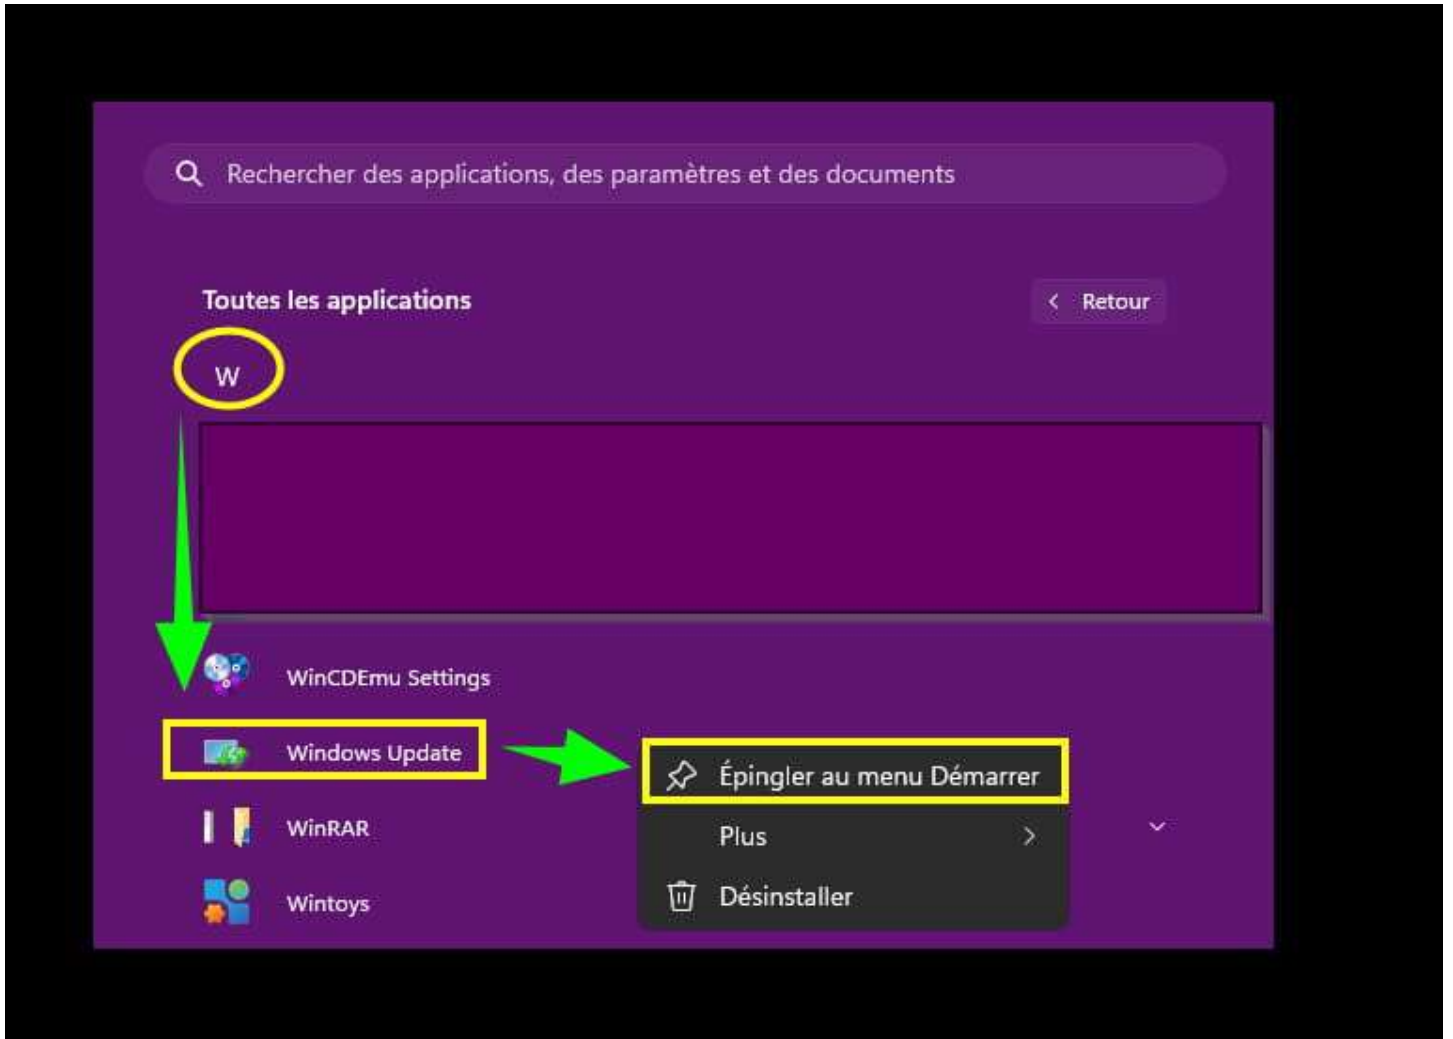 Rechercher des applications, des paramètres et des documents
Toutes les applications
Retour
W
WinCDEmu Settings
Windows Update
Épingler au menu Démarrer
Plus
WinRAR
Désinstaller
Wintoys